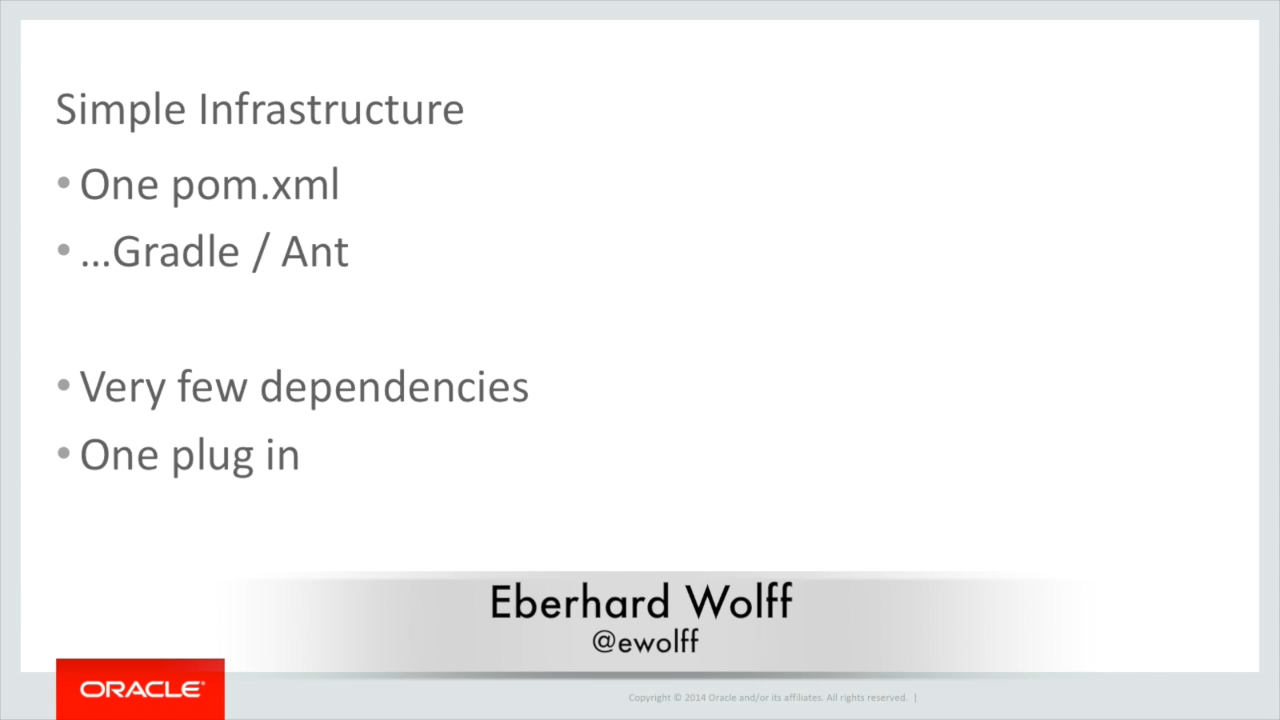 Simple Infrastructure
• One pom.xml
• ...Gradle / Ant
• Very few dependencies
• One plug in
Eberhard Wolff
@ewolff
ORACLE®
Copyright © 2014 Oracle and/or its affiliates. All rights reserved. |